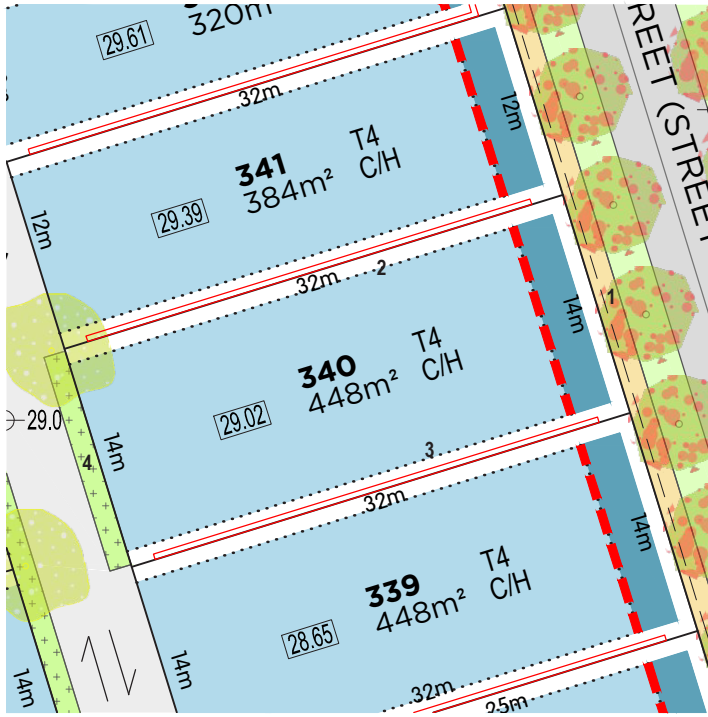 29.61
320m
32m
12m
341
384m²
T4
C/H
29.39
12m
2
32m
14m
1
340
448m²
T4
C/H
29.02
29.0
4
14m
3
32m
14m
339
448m²
T4
C/H
28.65
14m
14m
32m
25m
REET (STREET